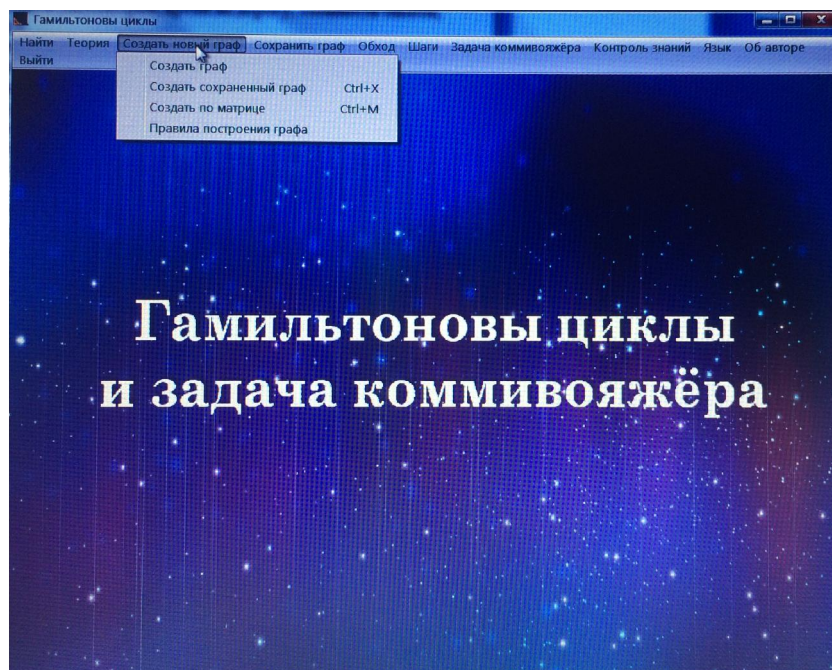 Гамильтоновы циклы
Найти Теория Создать новый граф Сохранить граф Обход Шаги Задача коммивояжёра Контроль знаний Язык Об авторе
Выйти
Создать граф
Создать сохраненный граф Ctrl+X
Создать по матрице Ctrl+M
Правила построения графа
Гамильтоновы циклы
и задача коммивояжёра